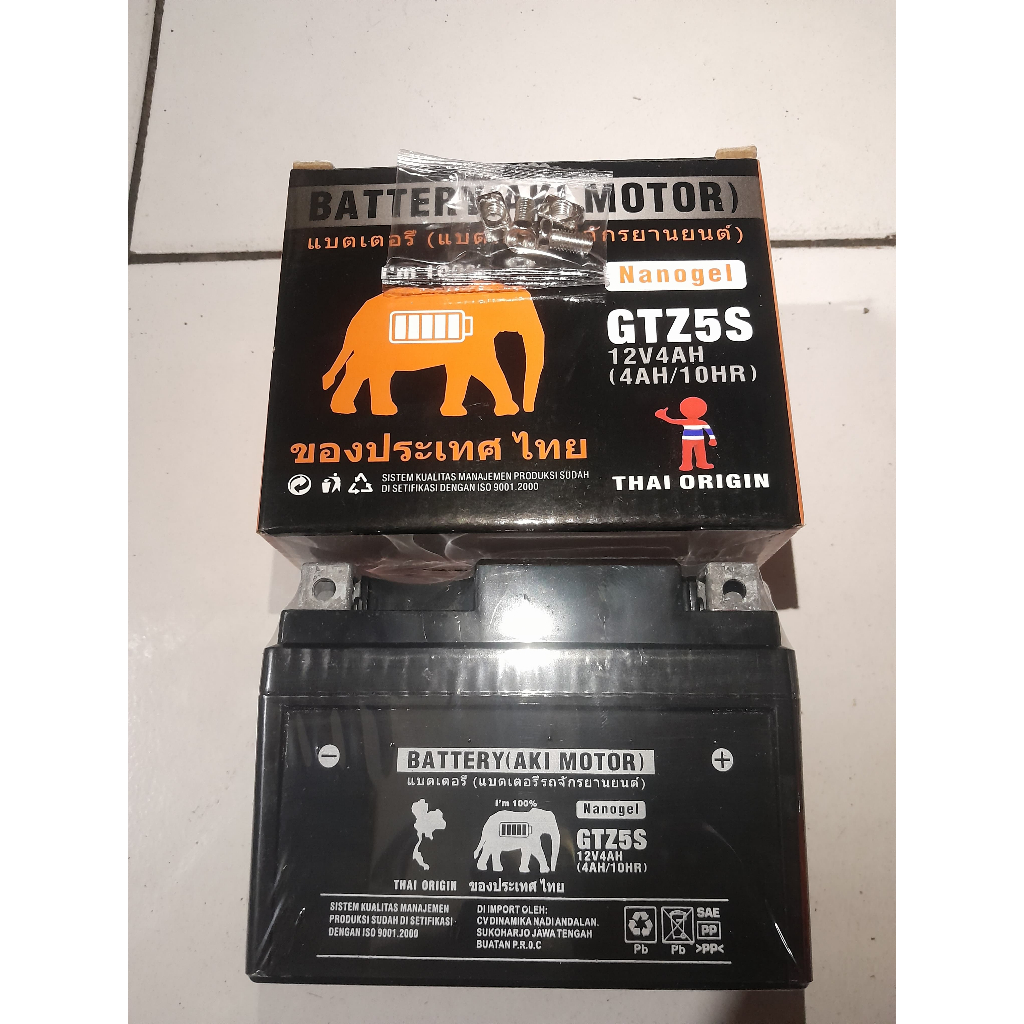 BATTERY (AKI MOTOR)
แบตเตอรี่ (แบต จักรยานยนต์)
I'm 100%
Nanogel
GTZ5S
12V4AH
(4AH/10HR)
ของประเทศ ไทย
SISTEM KUALITAS MANAJEMEN PRODUKSI SUDAH
DI SETIFIKASI DENGAN ISO 9001.2000
THAI ORIGIN
BATTERY(AKI MOTOR)
แบตเตอรี (แบตเตอรีรถจักรยานยนต์)
I'm 100%
Nanogel
GTZ5S
12V4AH
(4AH/10HR)
THAI ORIGIN
ของประเทศ ไทย
SISTEM KUALITAS MANAJEMEN
PRODUKSI SUDAH DI SETIFIKASI
DENGAN ISO 9001.2000
DI IMPORT OLEH:
CV DINAMIKA NADI ANDALAN.
SUKOHARJO JAWA TENGAH
BUATAN P.R.O.C
Pb
Pb
SAE
PP
>PP<